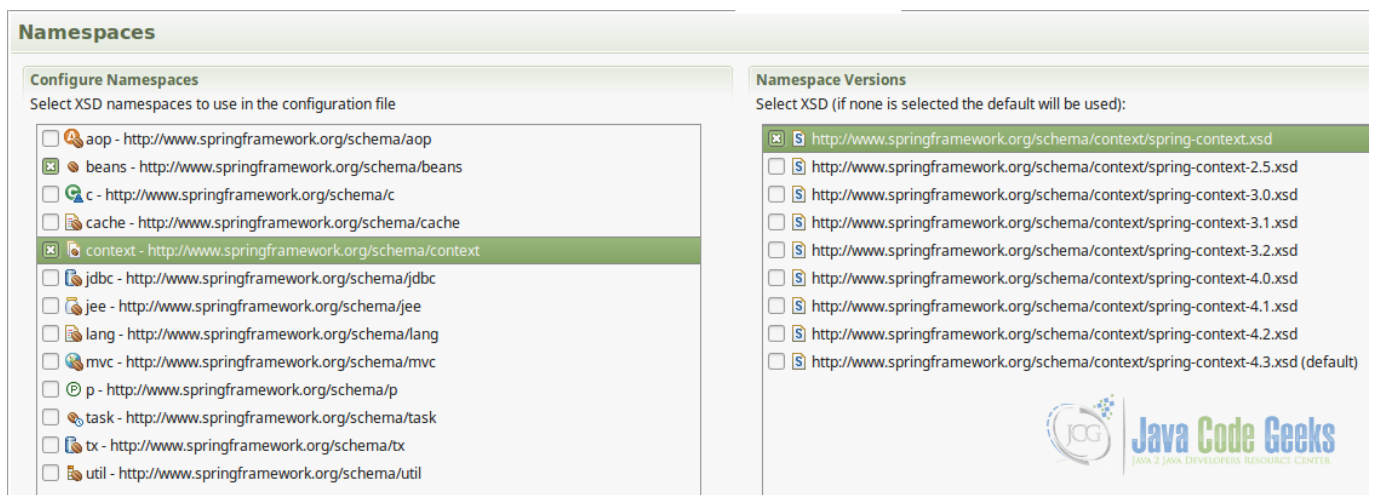 Namespaces
Configure Namespaces
Select XSD namespaces to use in the configuration file
aop - http://www.springframework.org/schema/aop
beans - http://www.springframework.org/schema/beans
c - http://www.springframework.org/schema/c
cache - http://www.springframework.org/schema/cache
context - http://www.springframework.org/schema/context
jdbc - http://www.springframework.org/schema/jdbc
jee - http://www.springframework.org/schema/jee
lang - http://www.springframework.org/schema/lang
mvc - http://www.springframework.org/schema/mvc
p - http://www.springframework.org/schema/p
task - http://www.springframework.org/schema/task
tx - http://www.springframework.org/schema/tx
util - http://www.springframework.org/schema/util
Namespace Versions
Select XSD (if none is selected the default will be used):
http://www.springframework.org/schema/context/spring-context.xsd
http://www.springframework.org/schema/context/spring-context-2.5.xsd
http://www.springframework.org/schema/context/spring-context-3.0.xsd
http://www.springframework.org/schema/context/spring-context-3.1.xsd
http://www.springframework.org/schema/context/spring-context-3.2.xsd
http://www.springframework.org/schema/context/spring-context-4.0.xsd
http://www.springframework.org/schema/context/spring-context-4.1.xsd
http://www.springframework.org/schema/context/spring-context-4.2.xsd
http://www.springframework.org/schema/context/spring-context-4.3.xsd (default)
JCG
Java Code Geeks
JAVA 2 JAVA DEVELOPERS RESOURCE CENTER